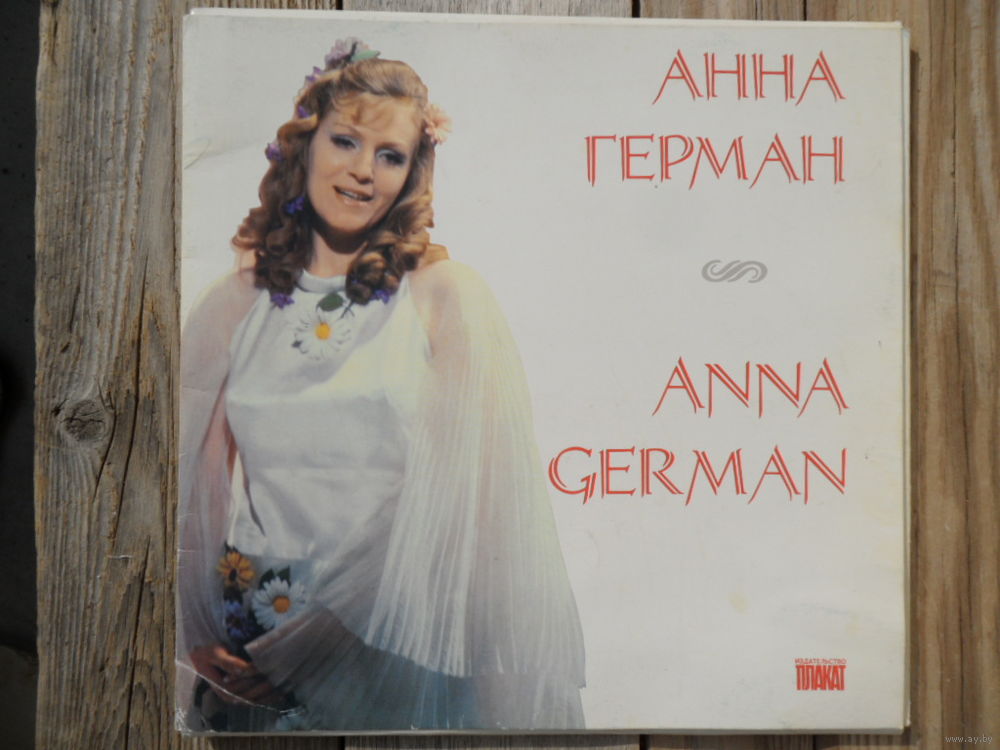 АННА
ГЕРМАН
ANNA
GERMAN
ИЗДАТЕЛЬСТВО
ПЛАКАТ
www.ay.by